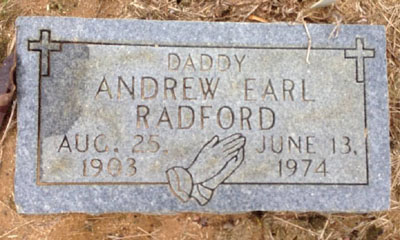 DADDY
ANDREW EARL
RADFORD
AUG. 25, JUNE 13,
1903 1974